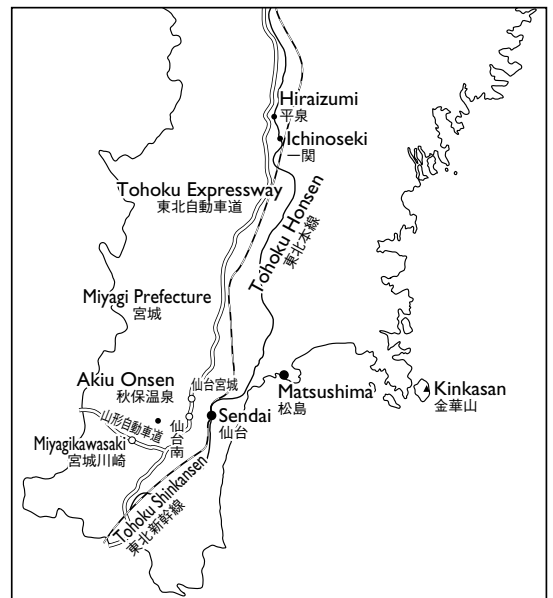 Hiraizumi
平泉
Ichinoseki
一関
Tohoku Expressway
東北自動車道
Tohoku Honsen
東北本線
Miyagi Prefecture
宮城
Akiu Onsen
秋保温泉
仙台宮城
Matsushima
松島
Kinkasan
金華山
山形自動車道
仙台南
Sendai
仙台
Miyagikawasaki
宮城川崎
Tohoku Shinkansen
東北新幹線